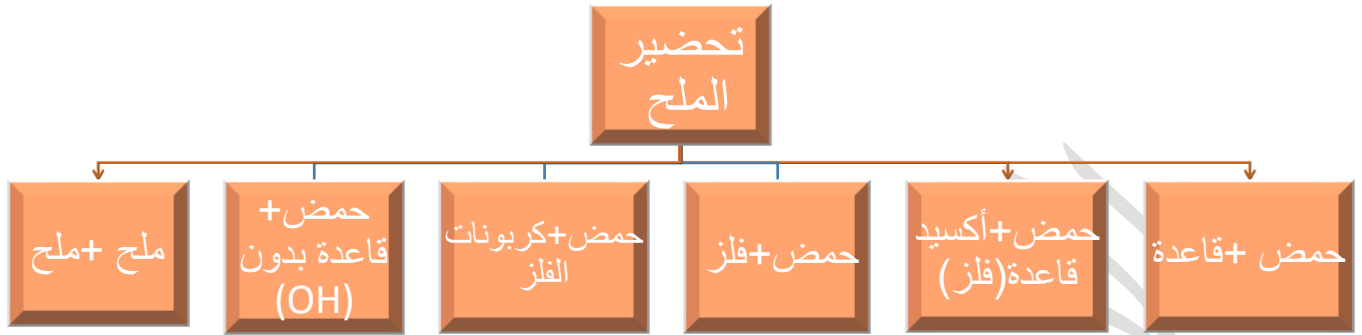 تحضير
الملح
حمض +قاعدة
حمض+أكسيد
قاعدة(فلز)
حمض+فلز
حمض+كربونات
الفلز
حمض+
قاعدة بدون
(OH)
ملح +ملح